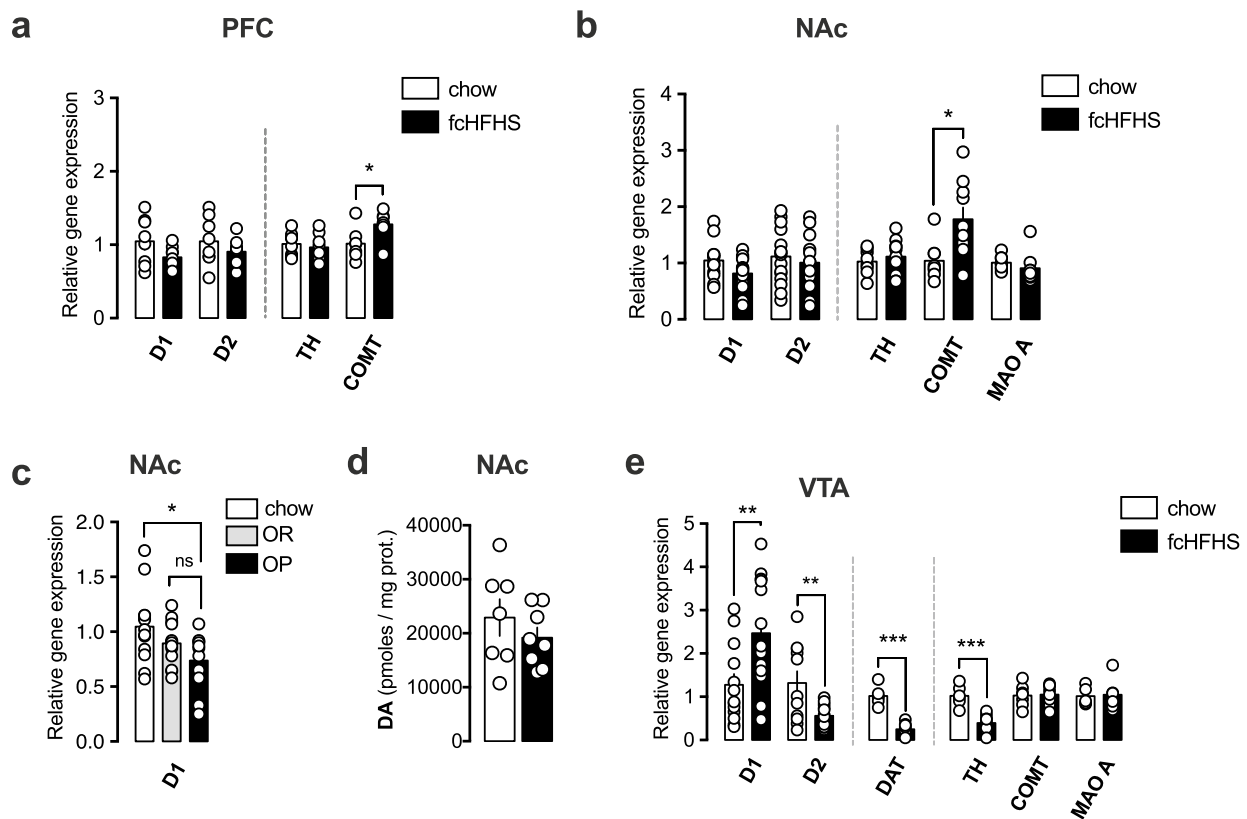 a
PFC
Relative gene expression
3
2
1
0
chow
fcHFHS
*
D1
D2
TH
COMT
b
NAc
Relative gene expression
4
3
2
1
0
chow
fcHFHS
*
D1
D2
TH
COMT
MAO A
c
NAc
Relative gene expression
2.0
1.5
1.0
0.5
0.0
*
ns
chow
OR
OP
D1
d
NAc
DA (pmoles / mg prot.)
40000
30000
20000
10000
0
e
VTA
Relative gene expression
5
4
3
2
1
0
chow
fcHFHS
**
**
***
***
D1
D2
DAT
TH
COMT
MAO A